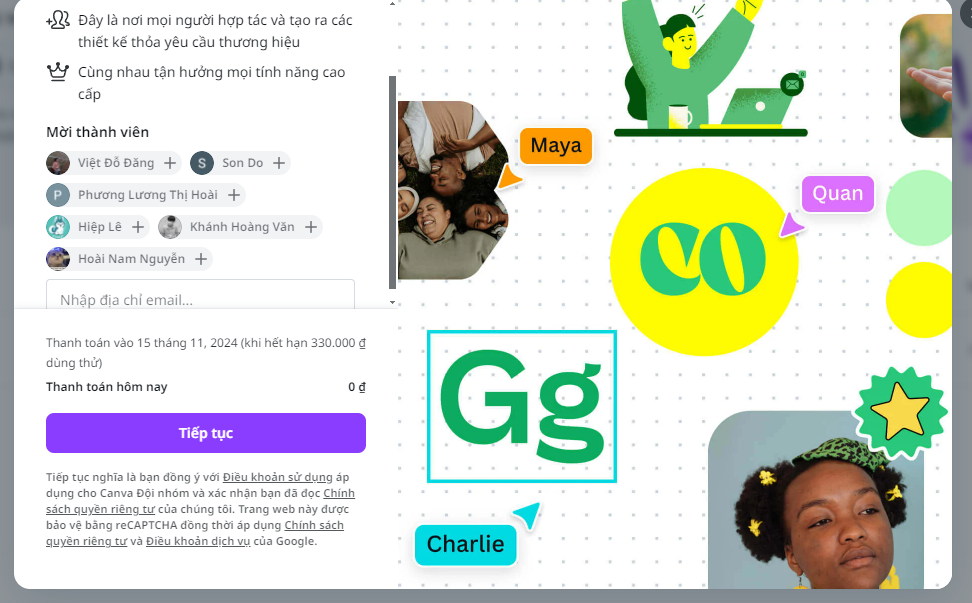 Đây là nơi mọi người hợp tác và tạo ra các
thiết kế thỏa yêu cầu thương hiệu
Cùng nhau tận hưởng mọi tính năng cao
cấp
Mời thành viên
Việt Đỗ Đăng
S Son Do
P Phương Lương Thị Hoài
Hiệp Lê
Khánh Hoàng Văn
Hoài Nam Nguyễn
Nhập địa chỉ email...
Thanh toán vào 15 tháng 11, 2024 (khi hết hạn 330.000 ₫
dùng thử)
Thanh toán hôm nay 0 ₫
Tiếp tục
Tiếp tục nghĩa là bạn đồng ý với Điều khoản sử dụng áp
dụng cho Canva Đội nhóm và xác nhận bạn đã đọc Chính
sách quyền riêng tư của chúng tôi. Trang web này được
bảo vệ bằng reCAPTCHA đồng thời áp dụng Chính sách
quyền riêng tư và Điều khoản dịch vụ của Google.
Maya
Quan
co
Gg
Charlie